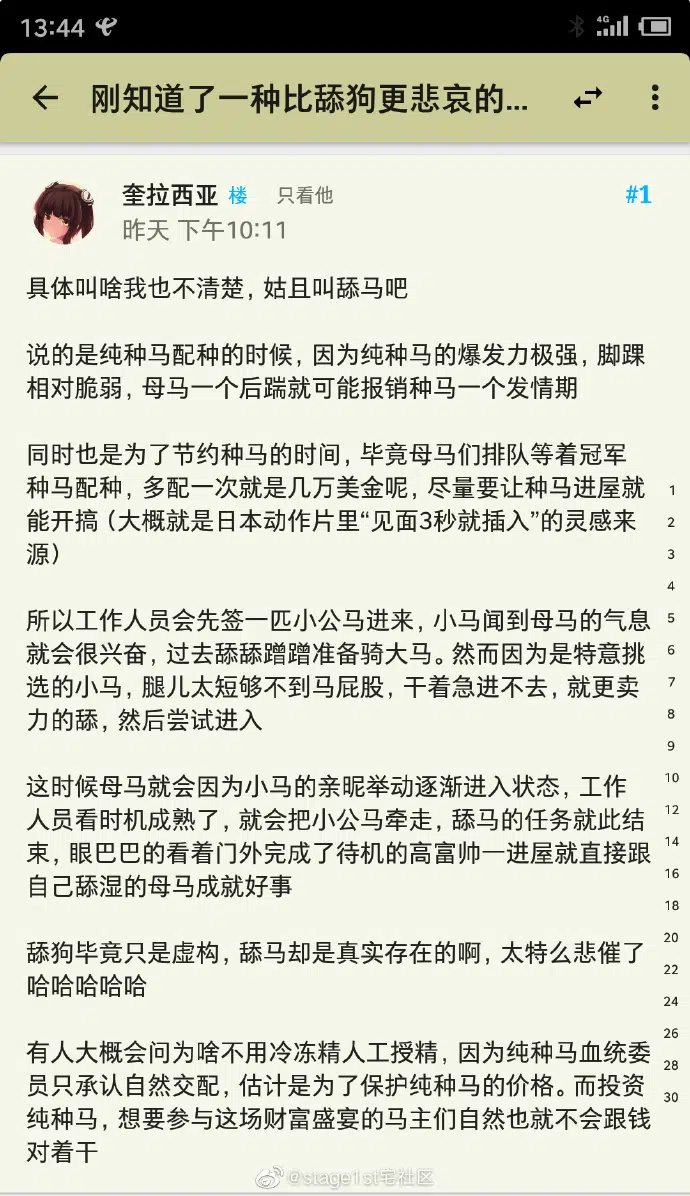 13:44
4G
刚知道了一种比舔狗更悲哀的...
奎拉西亚 楼 只看他 #1
昨天 下午10:11
具体叫啥我也不清楚，姑且叫舔马吧
说的是纯种马配种的时候，因为纯种马的爆发力极强，脚踝
相对脆弱，母马一个后踹就可能报销种马一个发情期
同时也是为了节约种马的时间，毕竟母马们排队等着冠军
种马配种，多配一次就是几万美金呢，尽量要让种马进屋就
能开搞（大概就是日本动作片里“见面3秒就插入”的灵感来
源）
所以工作人员会先签一匹小公马进来，小马闻到母马的气息
就会很兴奋，过去舔舔蹭蹭准备骑大马。然而因为是特意挑
选的小马，腿儿太短够不到马屁股，干着急进不去，就更卖
力的舔，然后尝试进入
这时候母马就会因为小马的亲昵举动逐渐进入状态，工作
人员看时机成熟了，就会把小公马牵走，舔马的任务就此结
束，眼巴巴的看着门外完成了待机的高富帅一进屋就直接跟
自己舔湿的母马成就好事
舔狗毕竟只是虚构，舔马却是真实存在的啊，太特么悲催了
哈哈哈哈哈
有人大概会问为啥不用冷冻精人工授精，因为纯种马血统委
员只承认自然交配，估计是为了保护纯种马的价格。而投资
纯种马，想要参与这场财富盛宴的马主们自然也就不会跟钱
对着干
1
2
3
4
5
6
7
8
9
10
12
14
16
18
20
22
24
26
28
30
@stage1st宅社区